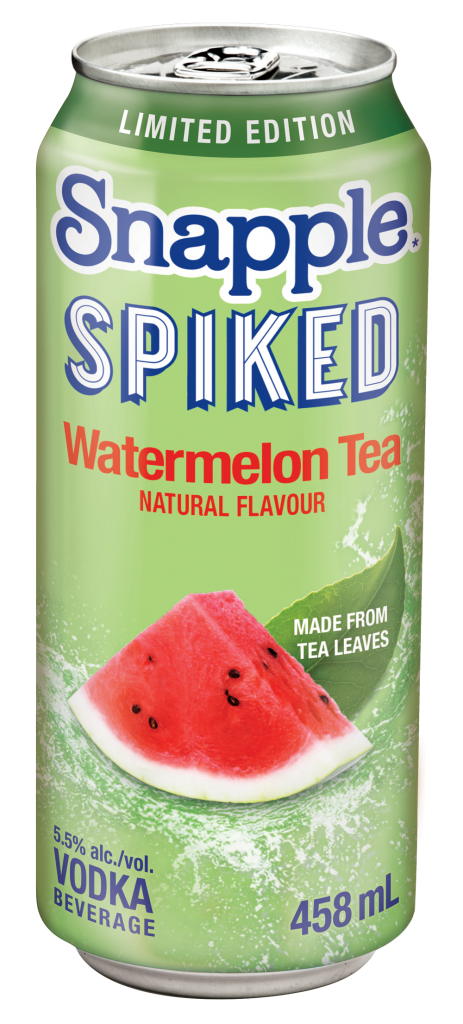 LIMITED EDITION
Snapple*
SPIKED
Watermelon Tea
NATURAL FLAVOUR
MADE FROM
TEA LEAVES
5.5% alc./vol.
VODKA
BEVERAGE
458 mL